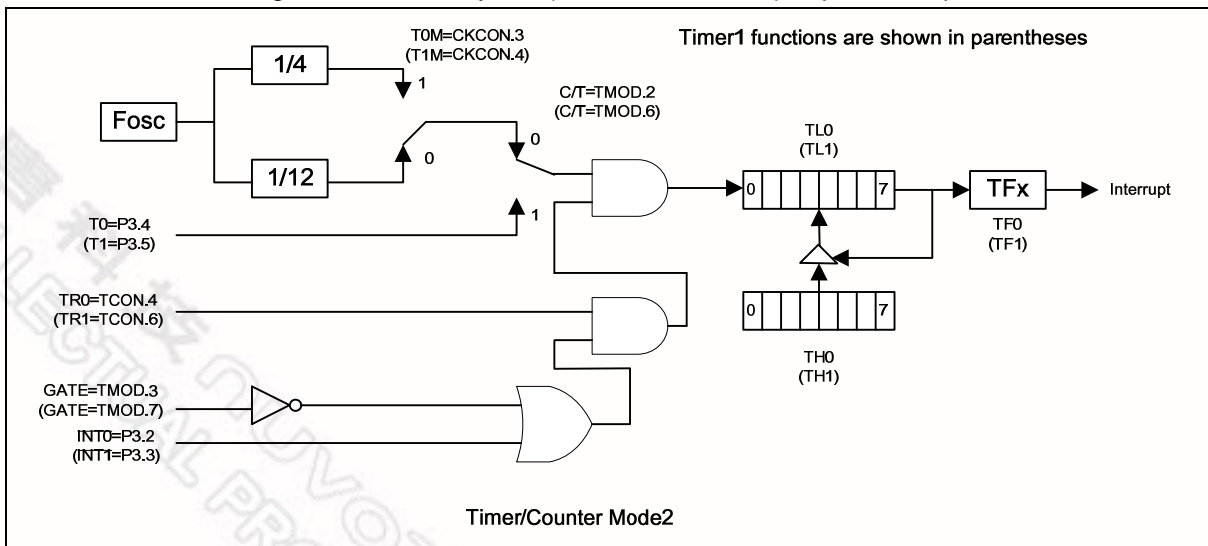 Timer1 functions are shown in parentheses
T0M=CKCON.3
(T1M=CKCON.4)
1/4
1
C/T=TMOD.2
(C/T=TMOD.6)
Fosc
0
0
TL0
(TL1)
1/12
0
7
TFx
Interrupt
TF0
(TF1)
1
T0=P3.4
(T1=P3.5)
TR0=TCON.4
(TR1=TCON.6)
0
7
TH0
(TH1)
GATE=TMOD.3
(GATE=TMOD.7)
INT0=P3.2
(INT1=P3.3)
Timer/Counter Mode2